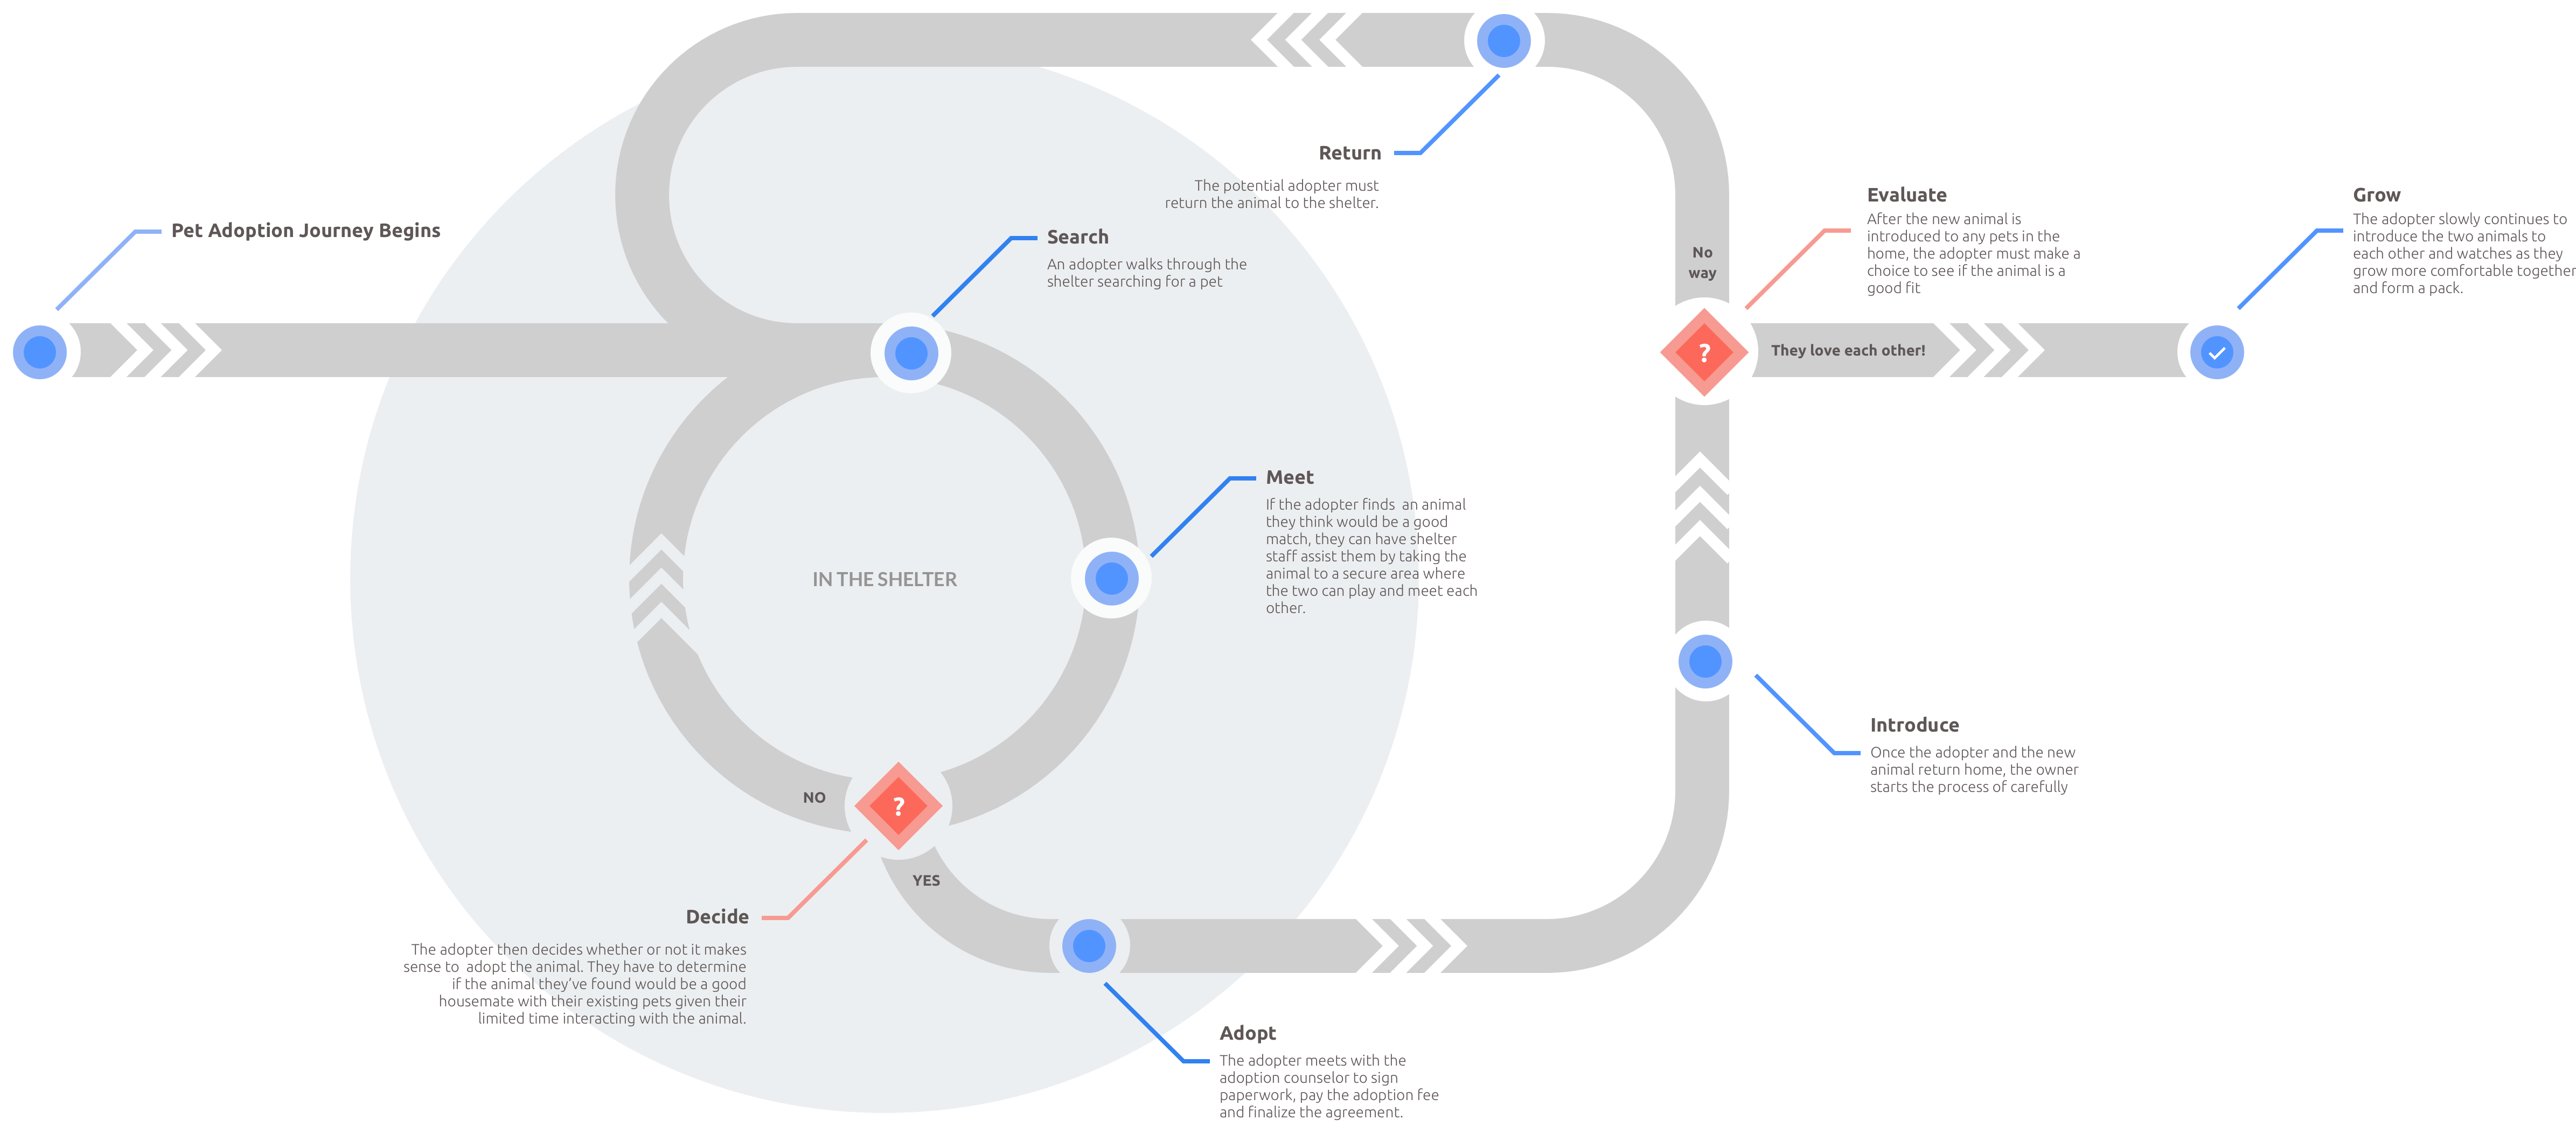 Pet Adoption Journey Begins
Return
The potential adopter must
return the animal to the shelter.
Search
An adopter walks through the
shelter searching for a pet
Meet
If the adopter finds  an animal
they think would be a good
match, they can have shelter
staff assist them by taking the
animal to a secure area where
the two can play and meet each
other.
IN THE SHELTER
NO
?
YES
Decide
The adopter then decides whether or not it makes
sense to  adopt the animal. They have to determine
if the animal they’ve found would be a good
housemate with their existing pets given their
limited time interacting with the animal.
Adopt
The adopter meets with the
adoption counselor to sign
paperwork, pay the adoption fee
and finalize the agreement.
Introduce
Once the adopter and the new
animal return home, the owner
starts the process of carefully
No
way
?
They love each other!
Evaluate
After the new animal is
introduced to any pets in the
home, the adopter must make a
choice to see if the animal is a
good fit
Grow
The adopter slowly continues to
introduce the two animals to
each other and watches as they
grow more comfortable together
and form a pack.